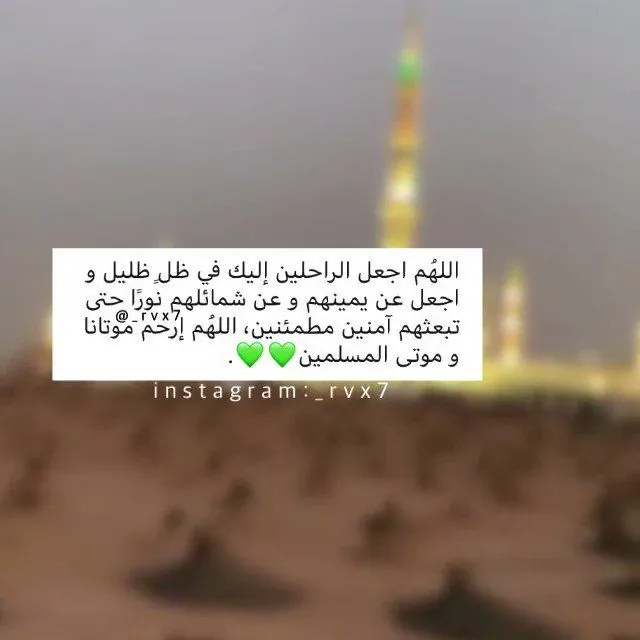 اللهُم اجعل الراحلين إليك في ظلٍ ظليل و
اجعل عن يمينهم و عن شمائلهم نورًا حتى
تبعثهم آمنين مطمئنين، اللهُم إرحم موتانا
@_rvx7
و موتى المسلمين💚💚.
instagram:_rvx7